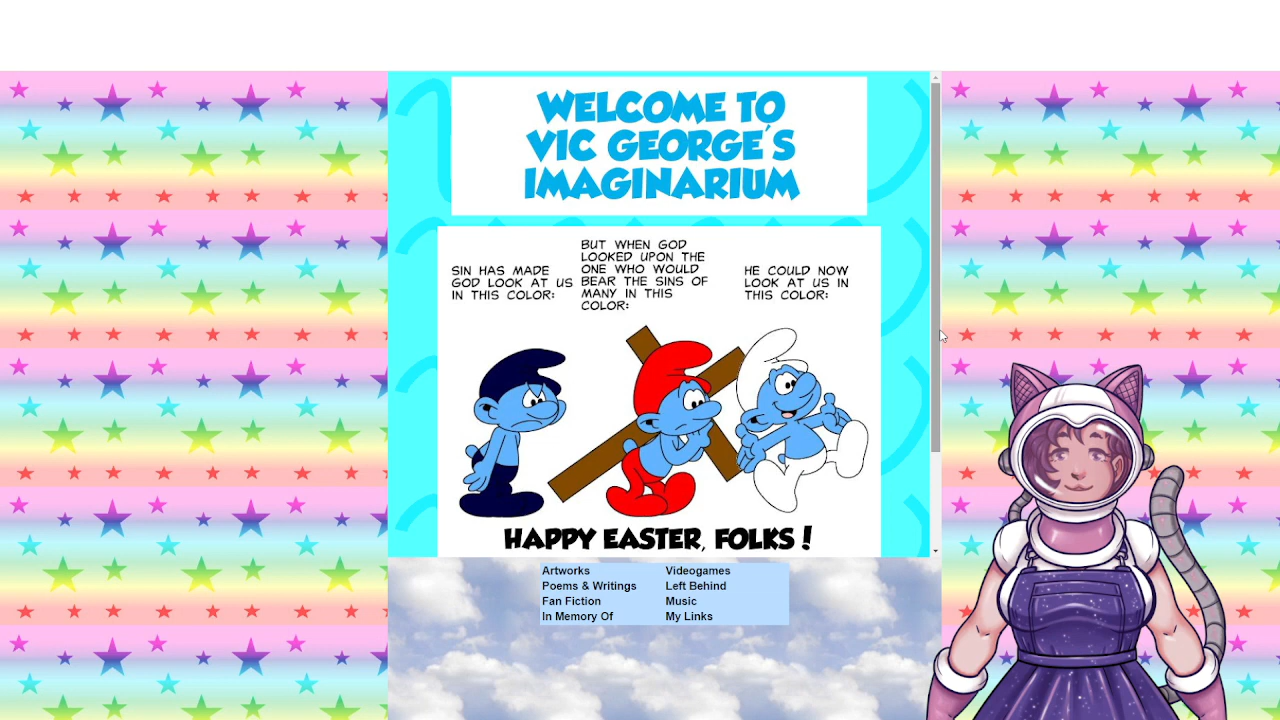 WELCOME TO
VIC GEORGE'S
IMAGINARIUM
SIN HAS MADE
GOD LOOK AT US
IN THIS COLOR:
BUT WHEN GOD
LOOKED UPON THE
ONE WHO WOULD
BEAR THE SINS OF
MANY IN THIS
COLOR:
HE COULD NOW
LOOK AT US IN
THIS COLOR:
HAPPY EASTER, FOLKS!
Artworks
Poems & Writings
Fan Fiction
In Memory Of
Videogames
Left Behind
Music
My Links